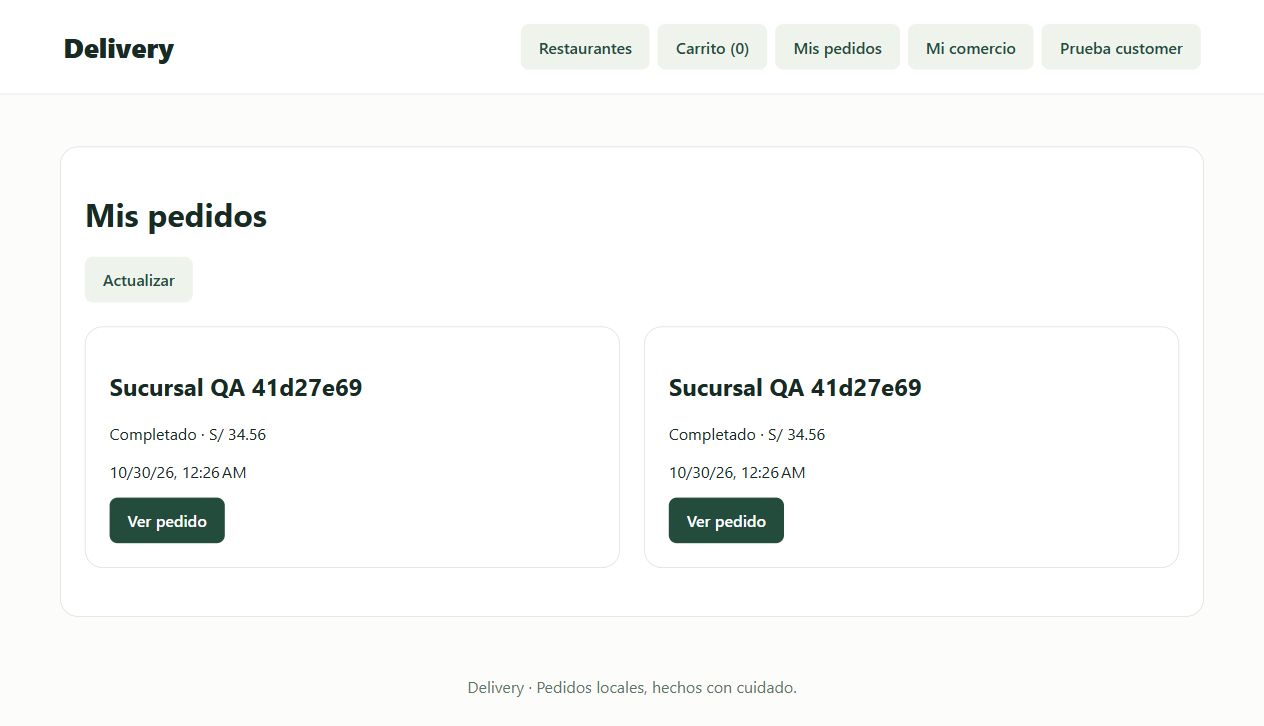 Delivery
Restaurantes
Carrito (0)
Mis pedidos
Mi comercio
Prueba customer
Mis pedidos
Actualizar
Sucursal QA 41d27e69
Completado · S/ 34.56
10/30/26, 12:26 AM
Ver pedido
Sucursal QA 41d27e69
Completado · S/ 34.56
10/30/26, 12:26 AM
Ver pedido
Delivery · Pedidos locales, hechos con cuidado.